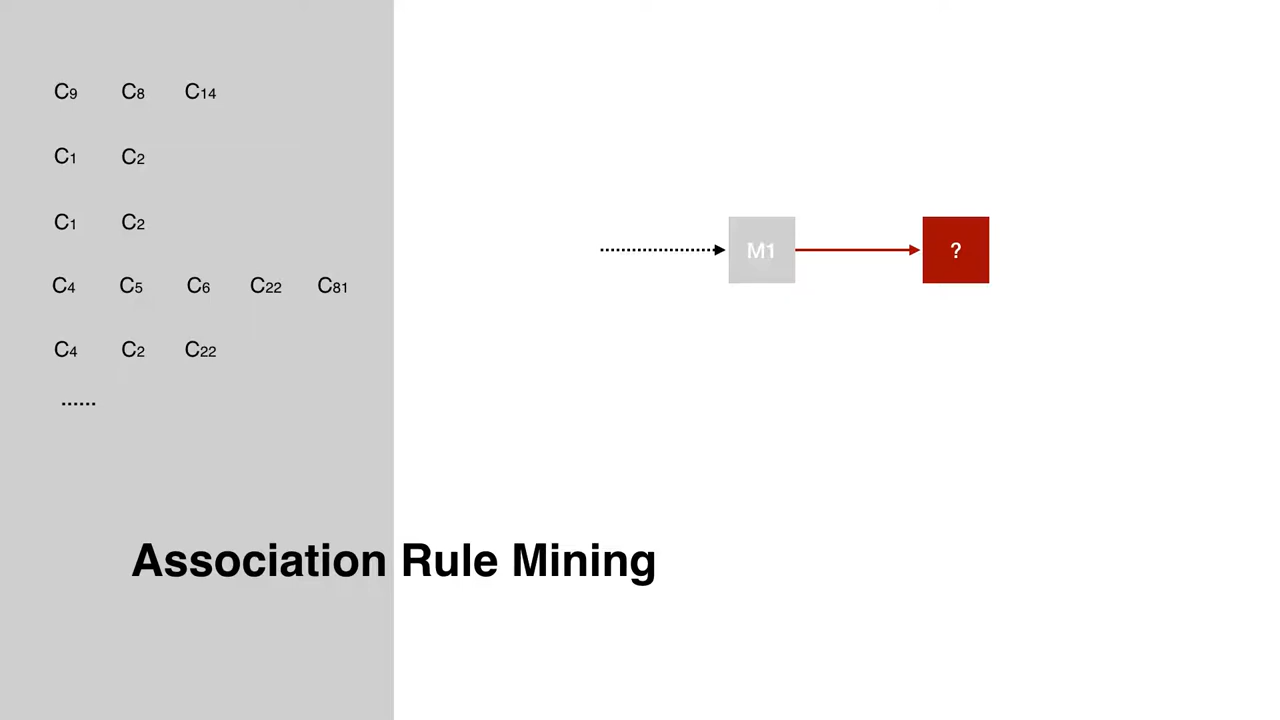 C9 C8 C14
C1 C2
C1 C2
C4 C5 C6 C22 C81
C4 C2 C22
......
M1 ?
Association Rule Mining